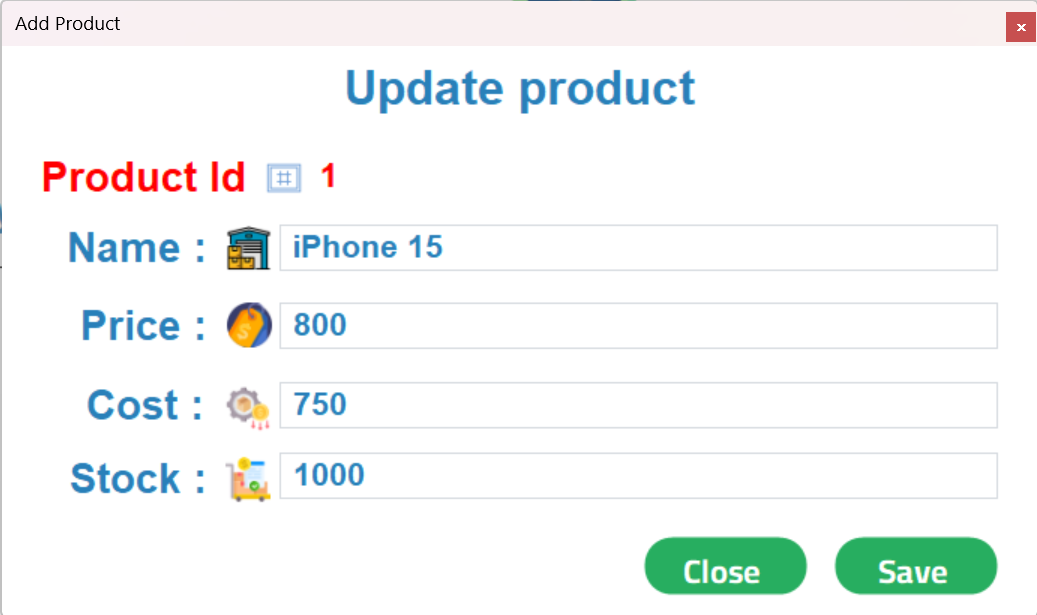 Add Product
Update product
Product Id # 1
Name : iPhone 15
Price : 800
Cost : 750
Stock : 1000
Close Save